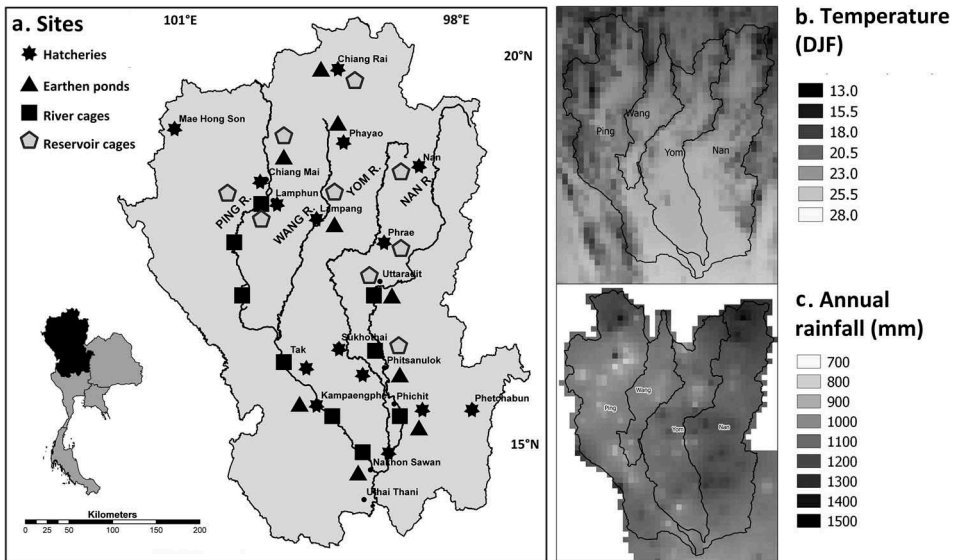 a. Sites
101°E
98°E
20°N
15°N
Hatcheries
Earthen ponds
River cages
Reservoir cages
Chiang Rai
Mae Hong Son
Phayao
Nan
Chiang Mai
Lamphun
Lampang
PING R.
WANG R.
YOM R.
NAN R.
Phrae
Uttaradit
Sukhothai
Tak
Phitsanulok
Kampaengphet
Phichit
Phetchabun
Nakhon Sawan
Uthai Thani
Kilometers
0 25 50 100 150 200
Ping
Wang
Yom
Nan
b. Temperature
(DJF)
13.0
15.5
18.0
20.5
23.0
25.5
28.0
Ping
Wang
Yom
Nan
c. Annual
rainfall (mm)
700
800
900
1000
1100
1200
1300
1400
1500